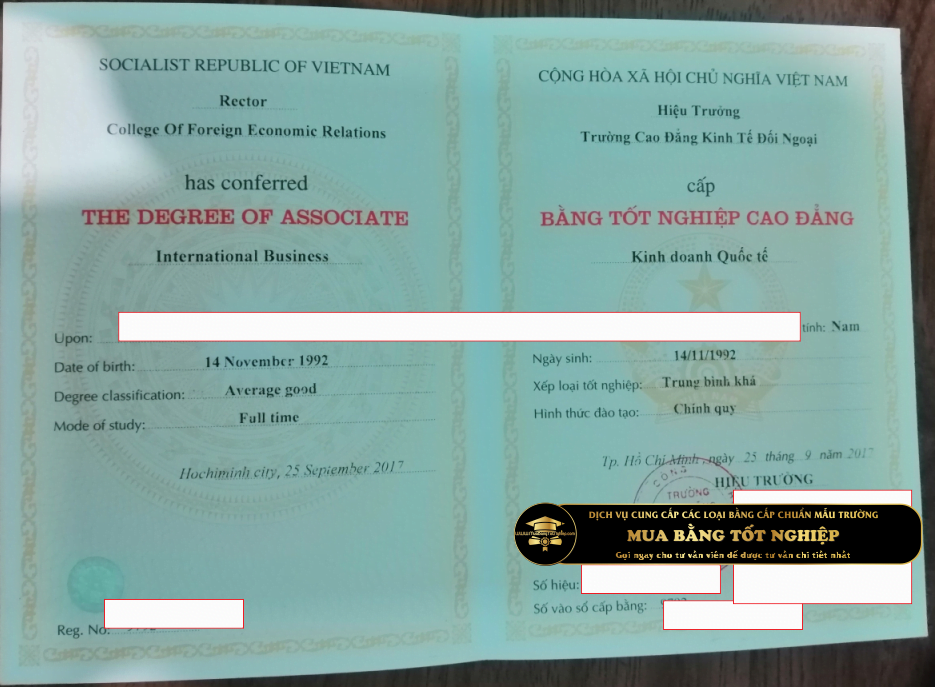 SOCIALIST REPUBLIC OF VIETNAM
Rector
College Of Foreign Economic Relations
has conferred
THE DEGREE OF ASSOCIATE
International Business
Upon:
Date of birth: 14 November 1992
Degree classification: Average good
Mode of study: Full time
Hochiminh city, 25 September 2017
Reg. No:
CỘNG HÒA XÃ HỘI CHỦ NGHĨA VIỆT NAM
Hiệu Trưởng
Trường Cao Đẳng Kinh Tế Đối Ngoại
cấp
BẰNG TỐT NGHIỆP CAO ĐẲNG
Kinh doanh Quốc tế
tính: Nam
Ngày sinh: 14/11/1992
Xếp loại tốt nghiệp: Trung bình khá
Hình thức đào tạo: Chính quy
Tp. Hồ Chí Minh, ngày 25 tháng 9 năm 2017
HIỆU TRƯỞNG
CÔNG
TRƯỜNG
DỊCH VỤ CUNG CẤP CÁC LOẠI BẰNG CẤP CHUẨN MẪU TRƯỜNG
MUA BẰNG TỐT NGHIỆP
Gọi ngay cho tư vấn viên để được tư vấn chi tiết nhất
Số hiệu:
Số vào sổ cấp bằng: